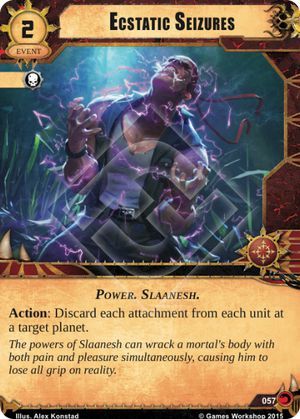 Ecstatic Seizures
2
EVENT
Power. Slaanesh.
Action: Discard each attachment from each unit at
a target planet.
The powers of Slaanesh can wrack a mortal's body with
both pain and pleasure simultaneously, causing him to
lose all grip on reality.
057
Illus. Alex Konstad
© Games Workshop 2015